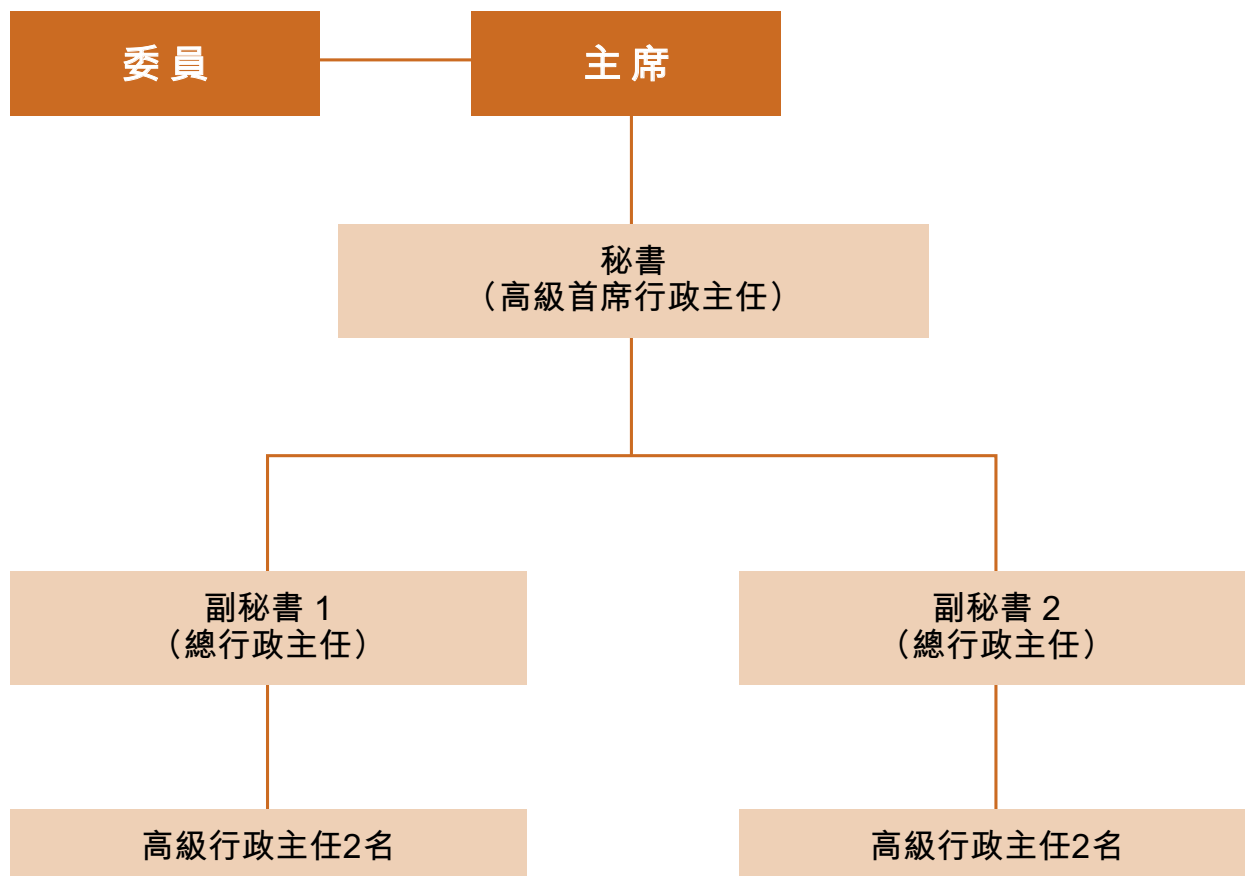 委員
主席
秘書
（高級首席行政主任）
副秘書 1
（總行政主任）
副秘書 2
（總行政主任）
高級行政主任2名
高級行政主任2名